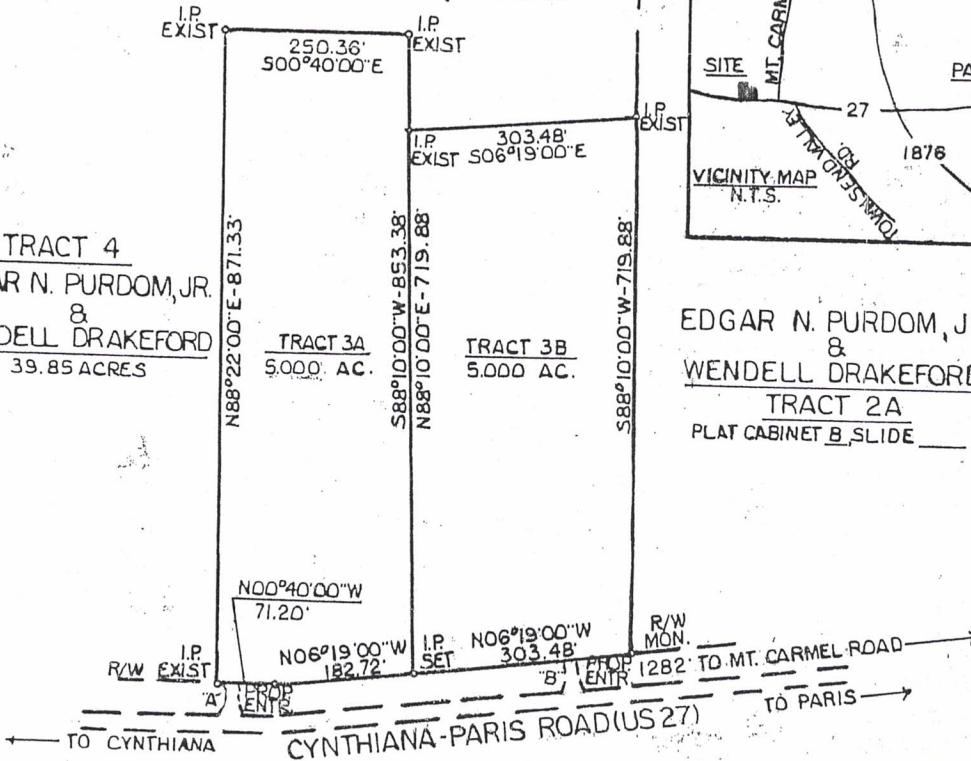 I.P.
EXIST
I.P.
EXIST
250.36'
S00°40'00"E
I.P.
EXIST S06°19'00"E
303.48'
I.P.
EXIST
MT. CARM
SITE
PA
27
1876
TOWNSEND VALLEY
RD.
VICINITY MAP
N.T.S.
TRACT 4
AR N. PURDOM, JR.
&
DELL DRAKEFORD
39.85 ACRES
N88°22'00"E-871.33'
TRACT 3A
5.000 AC.
S88°10'00"W-853.38'
N88°10'00"E-719.88'
TRACT 3B
5.000 AC.
S88°10'00"W-719.88'
EDGAR N. PURDOM, J
&
WENDELL DRAKEFORD
TRACT 2A
PLAT CABINET B SLIDE
N00°40'00"W
71.20'
I.P.
R/W EXIST
"A"
PROP
ENTR.
N06°19'00"W
182.72'
I.P.
SET
N06°19'00"W
303.48'
"B"
PROP
ENTR.
R/W
MON.
1282' TO MT. CARMEL ROAD
TO PARIS
TO CYNTHIANA
CYNTHIANA-PARIS ROAD (US 27)